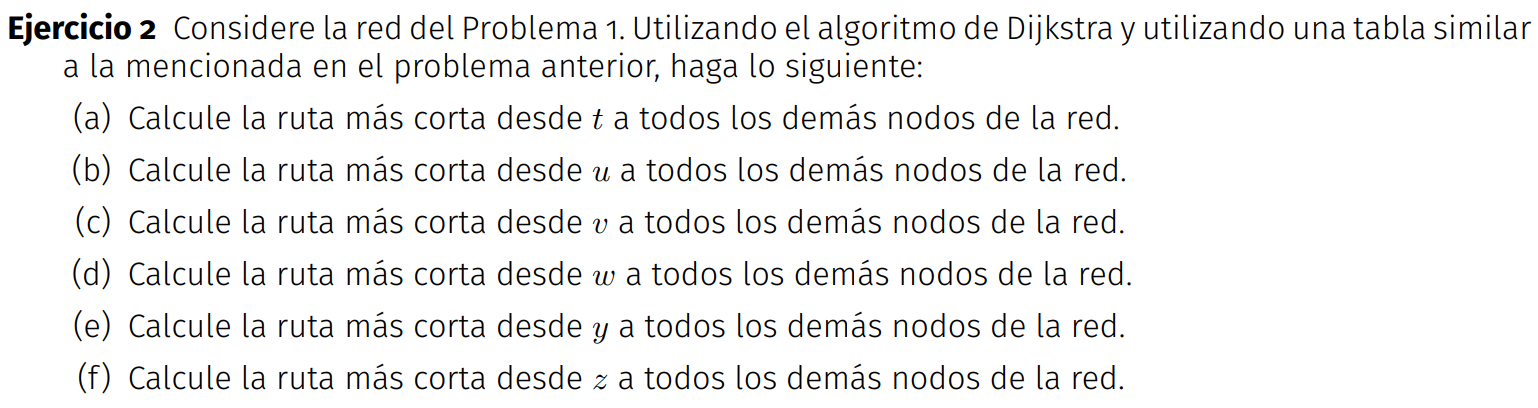 Ejercicio 2 Considere la red del Problema 1. Utilizando el algoritmo de Dijkstra y utilizando una tabla similar
a la mencionada en el problema anterior, haga lo siguiente:
(a) Calcule la ruta más corta desde t a todos los demás nodos de la red.
(b) Calcule la ruta más corta desde u a todos los demás nodos de la red.
(c) Calcule la ruta más corta desde v a todos los demás nodos de la red.
(d) Calcule la ruta más corta desde w a todos los demás nodos de la red.
(e) Calcule la ruta más corta desde y a todos los demás nodos de la red.
(f) Calcule la ruta más corta desde z a todos los demás nodos de la red.